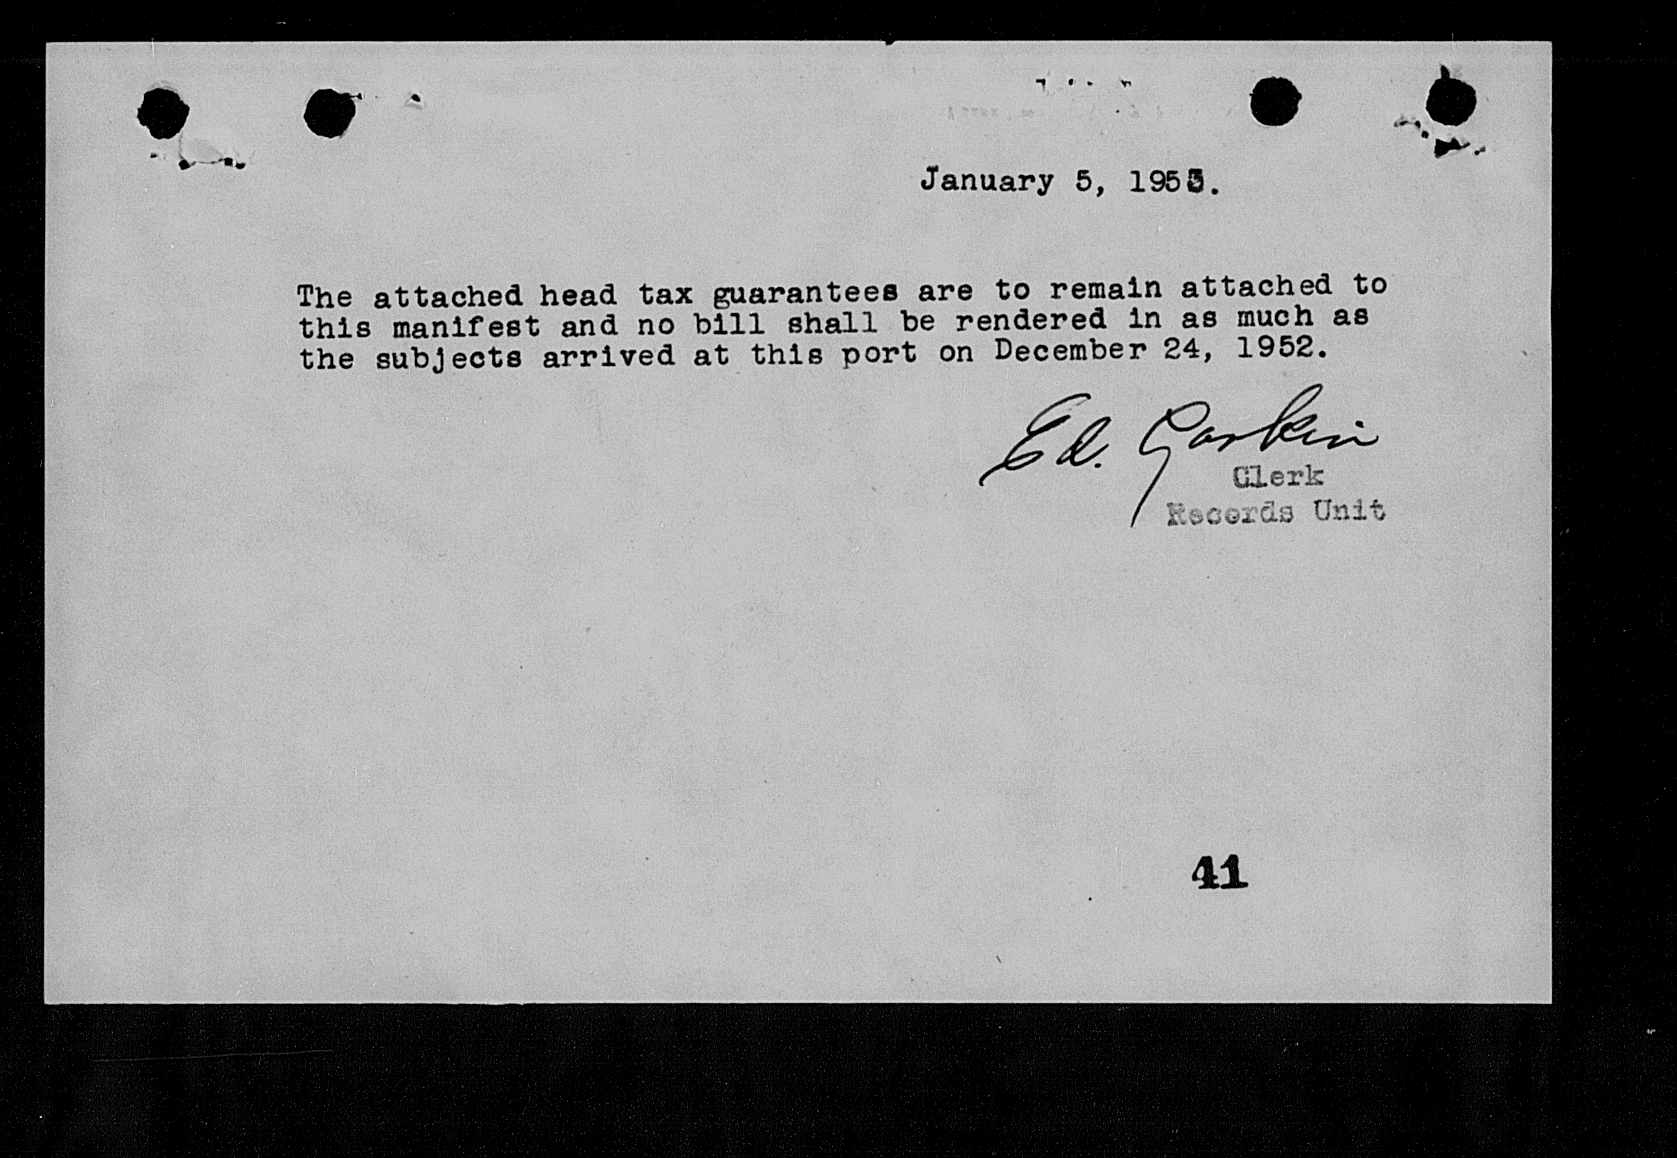 January 5, 1953.
The attached head tax guarantees are to remain attached to
this manifest and no bill shall be rendered in as much as
the subjects arrived at this port on December 24, 1952.
Ed. Gaskin
Clerk
Records Unit
41